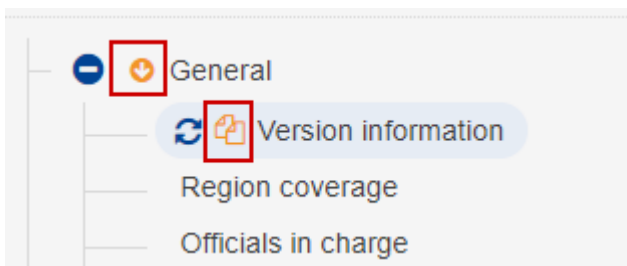 General
Version information
Region coverage
Officials in charge